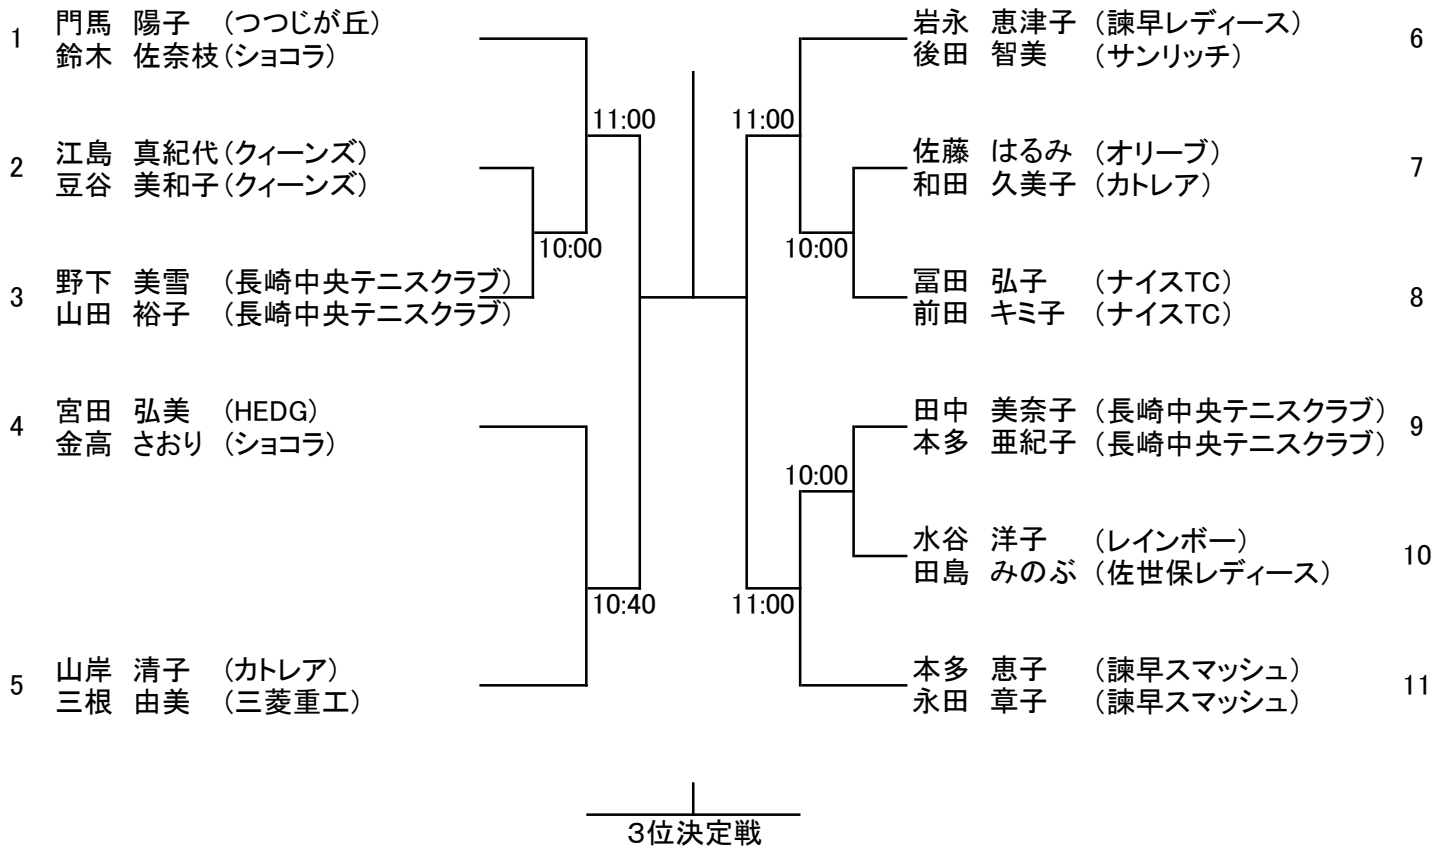 1
門馬 陽子 (つつじが丘)
鈴木 佐奈枝(ショコラ)
11:00
2
江島 真紀代(クィーンズ)
豆谷 美和子(クィーンズ)
10:00
3
野下 美雪 (長崎中央テニスクラブ)
山田 裕子 (長崎中央テニスクラブ)
4
宮田 弘美 (HEDG)
金高 さおり (ショコラ)
10:40
5
山岸 清子 (カトレア)
三根 由美 (三菱重工)
岩永 恵津子 (諫早レディース)
後田 智美 (サンリッチ)
6
11:00
佐藤 はるみ (オリーブ)
和田 久美子 (カトレア)
7
10:00
冨田 弘子 (ナイスTC)
前田 キミ子 (ナイスTC)
8
田中 美奈子 (長崎中央テニスクラブ)
本多 亜紀子 (長崎中央テニスクラブ)
9
10:00
水谷 洋子 (レインボー)
田島 みのぶ (佐世保レディース)
10
11:00
本多 恵子 (諫早スマッシュ)
永田 章子 (諫早スマッシュ)
11
3位決定戦